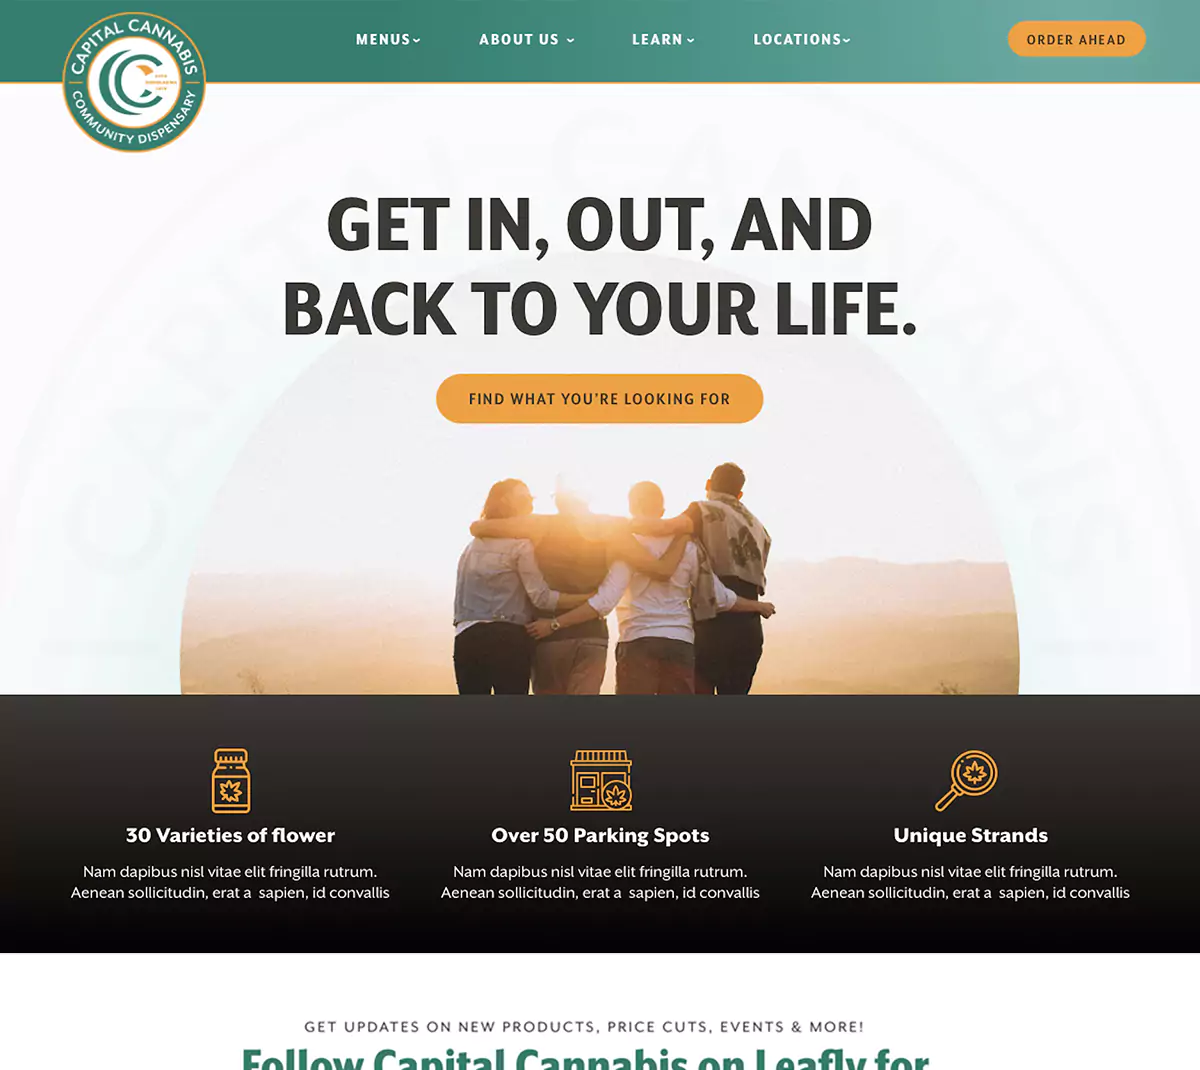 CAPITAL CANNABIS
COMMUNITY DISPENSARY
MENUS
ABOUT US
LEARN
LOCATIONS
ORDER AHEAD
GET IN, OUT, AND
BACK TO YOUR LIFE.
FIND WHAT YOU'RE LOOKING FOR
30 Varieties of flower
Nam dapibus nisl vitae elit fringilla rutrum.
Aenean sollicitudin, erat a sapien, id convallis
Over 50 Parking Spots
Nam dapibus nisl vitae elit fringilla rutrum.
Aenean sollicitudin, erat a sapien, id convallis
Unique Strands
Nam dapibus nisl vitae elit fringilla rutrum.
Aenean sollicitudin, erat a sapien, id convallis
GET UPDATES ON NEW PRODUCTS, PRICE CUTS, EVENTS & MORE!
Follow Capital Cannabis on Leafly for